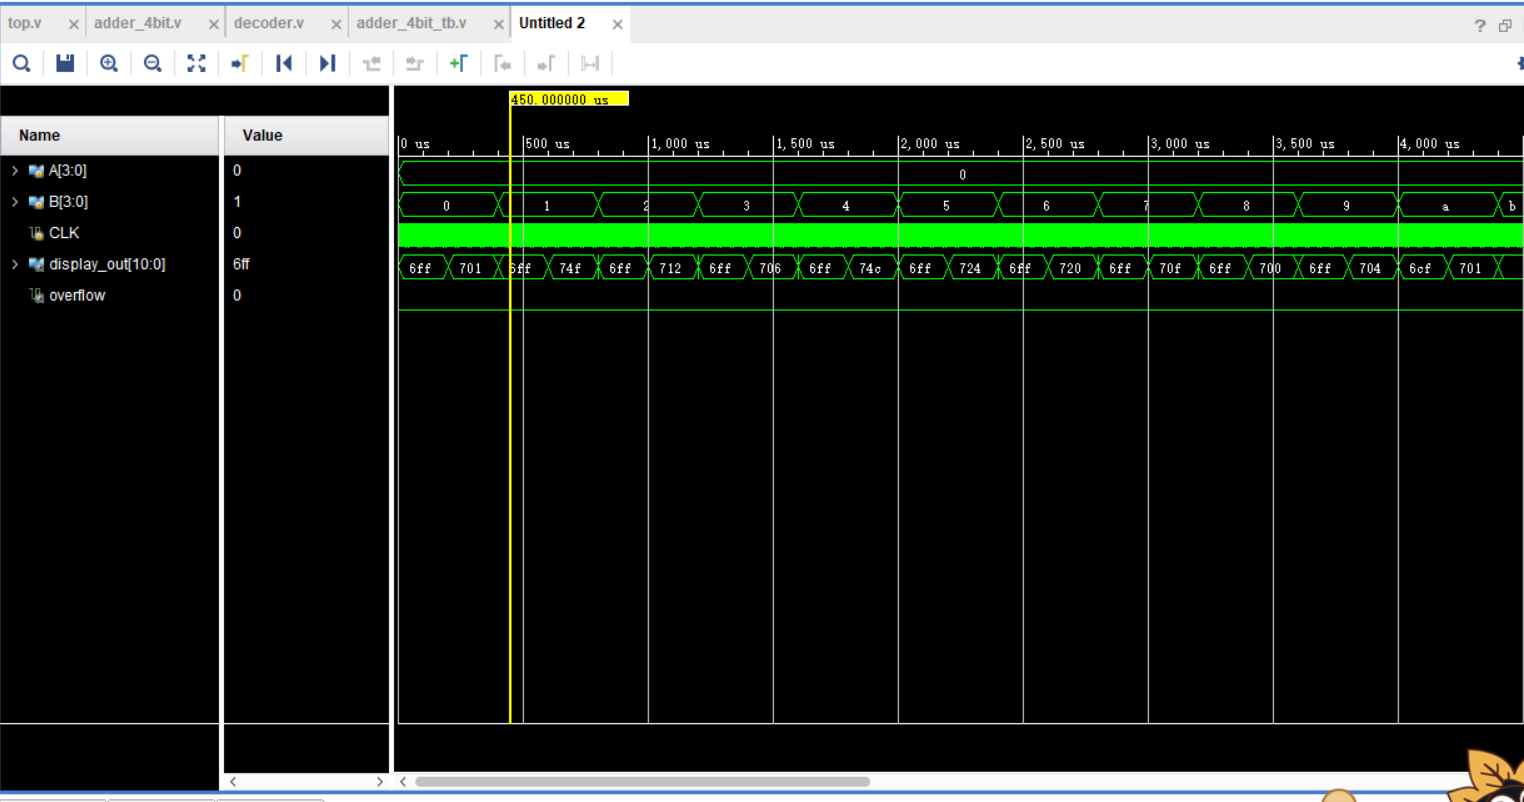 top.v adder_4bit.v decoder.v adder_4bit_tb.v Untitled 2
450.000000 us
Name Value 0 us 500 us 1,000 us 1,500 us 2,000 us 2,500 us 3,000 us 3,500 us 4,000 us
A[3:0] 0 0
B[3:0] 1 0 1 2 3 4 5 6 7 8 9 a b
CLK 0
display_out[10:0] 6ff 6ff 701 6ff 74f 6ff 712 6ff 706 6ff 74c 6ff 724 6ff 720 6ff 70f 6ff 700 6ff 704 6cf 701
overflow 0